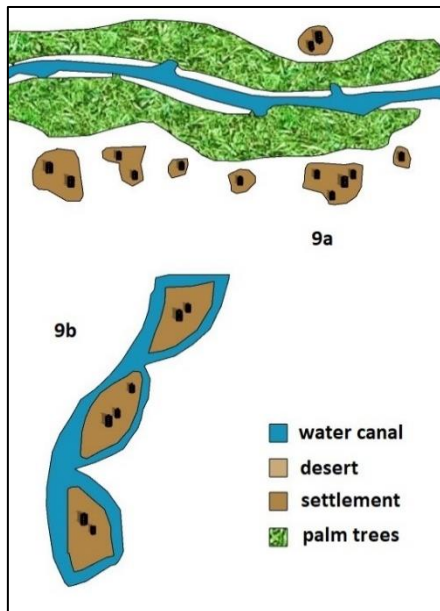 9a
9b
water canal
desert
settlement
palm trees